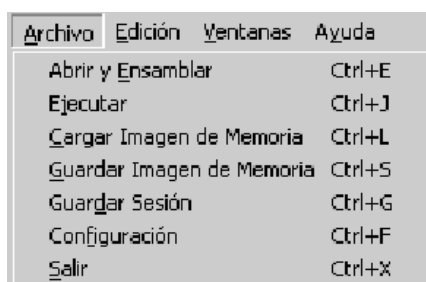 Archivo Edición Ventanas Ayuda
Abrir y Ensamblar Ctrl+E
Ejecutar Ctrl+J
Cargar Imagen de Memoria Ctrl+L
Guardar Imagen de Memoria Ctrl+S
Guardar Sesión Ctrl+G
Configuración Ctrl+F
Salir Ctrl+X